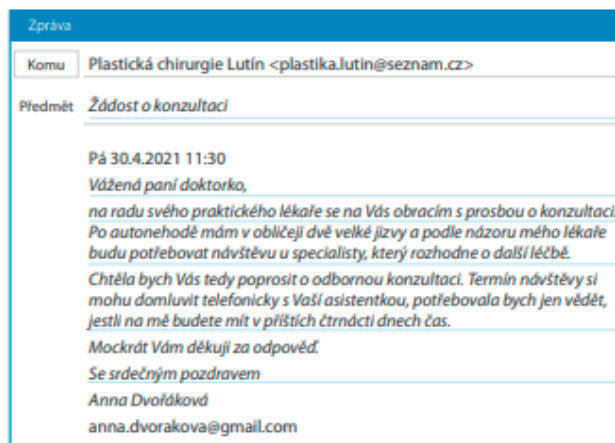 Zpráva
Komu Plastická chirurgie Lutín <plastika.lutin@seznam.cz>
Předmět Žádost o konzultaci
Pá 30.4.2021 11:30
Vážená paní doktorko,
na radu svého praktického lékaře se na Vás obracím s prosbou o konzultaci.
Po autonehodě mám v obličeji dvě velké jizvy a podle názoru mého lékaře
budu potřebovat návštěvu u specialisty, který rozhodne o další léčbě.
Chtěla bych Vás tedy poprosit o odbornou konzultaci. Termín návštěvy si
mohu domluvit telefonicky s Vaší asistentkou, potřebovala bych jen vědět,
jestli na mě budete mít v příštích čtrnácti dnech čas.
Mockrát Vám děkuji za odpověď.
Se srdečným pozdravem
Anna Dvořáková
anna.dvorakova@gmail.com